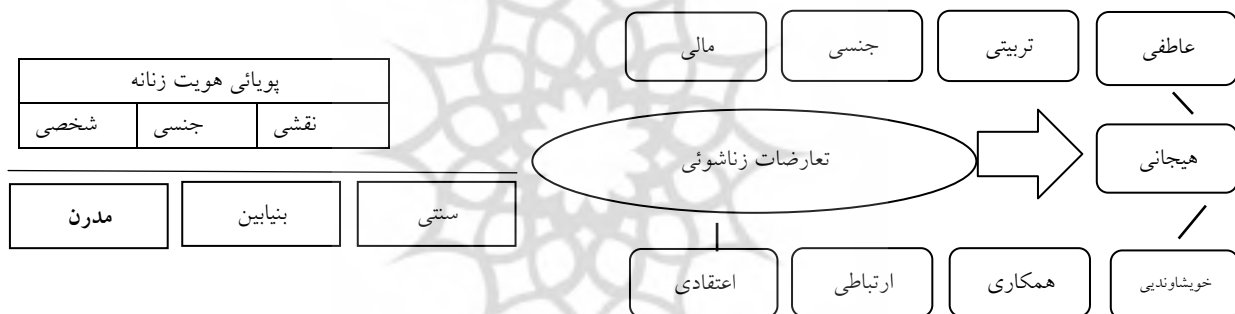 عاطفی
تربیتی
جنسی
مالی
پویائی هویت زنانه
نقشی
جنسی
شخصی
هیجانی
تعارضات زناشوئی
سنتی
بنیابین
مدرن
خویشاوندیی
همکاری
ارتباطی
اعتقادی